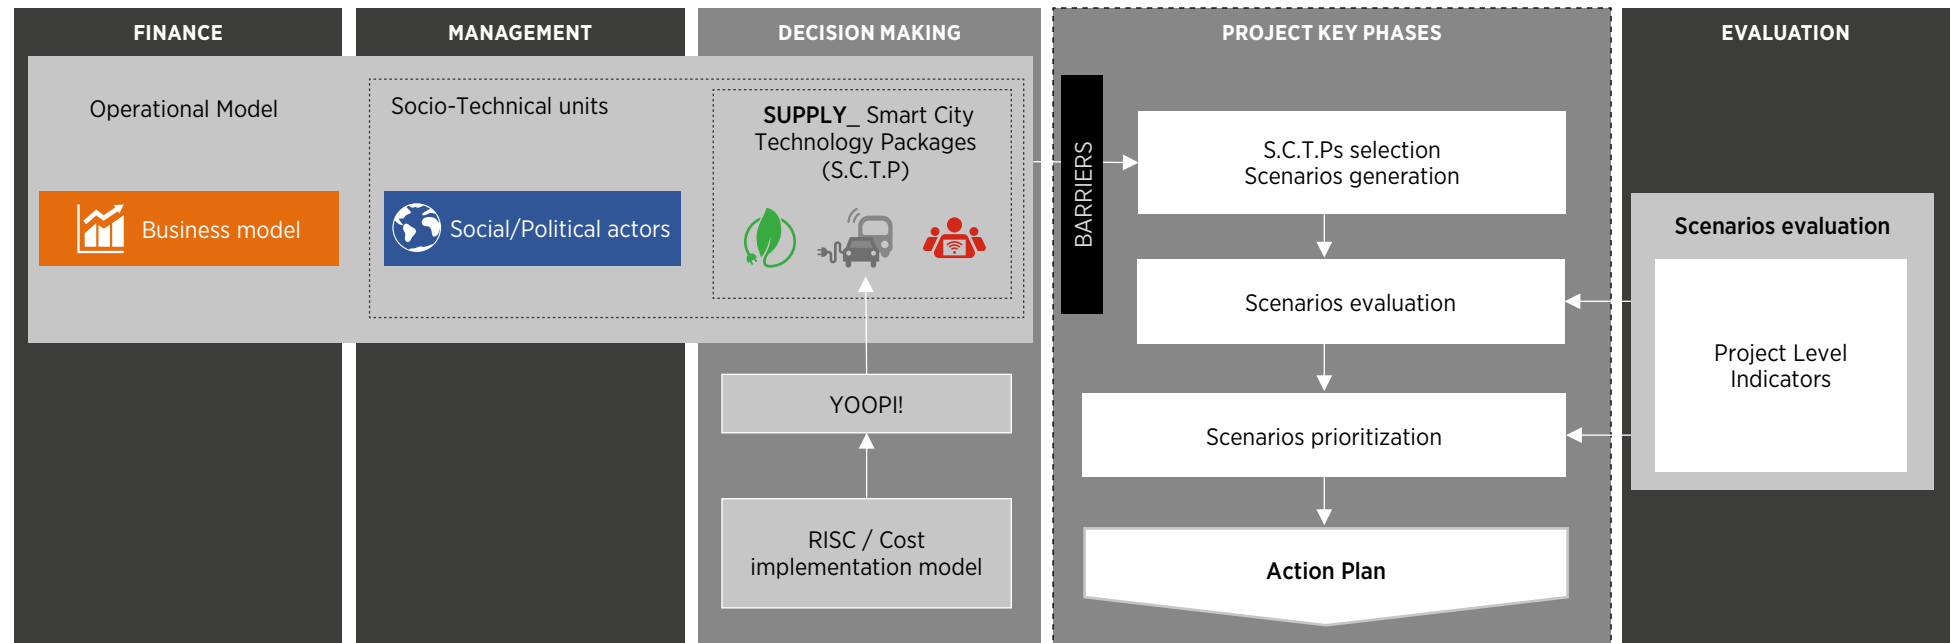 FINANCE
MANAGEMENT
DECISION MAKING
PROJECT KEY PHASES
EVALUATION
Operational Model
Business model
Socio-Technical units
Social/Political actors
SUPPLY_ Smart City
Technology Packages
(S.C.T.P)
YOOPI!
RISC / Cost
implementation model
BARRIERS
S.C.T.Ps selection
Scenarios generation
Scenarios evaluation
Scenarios prioritization
Action Plan
Scenarios evaluation
Project Level
Indicators